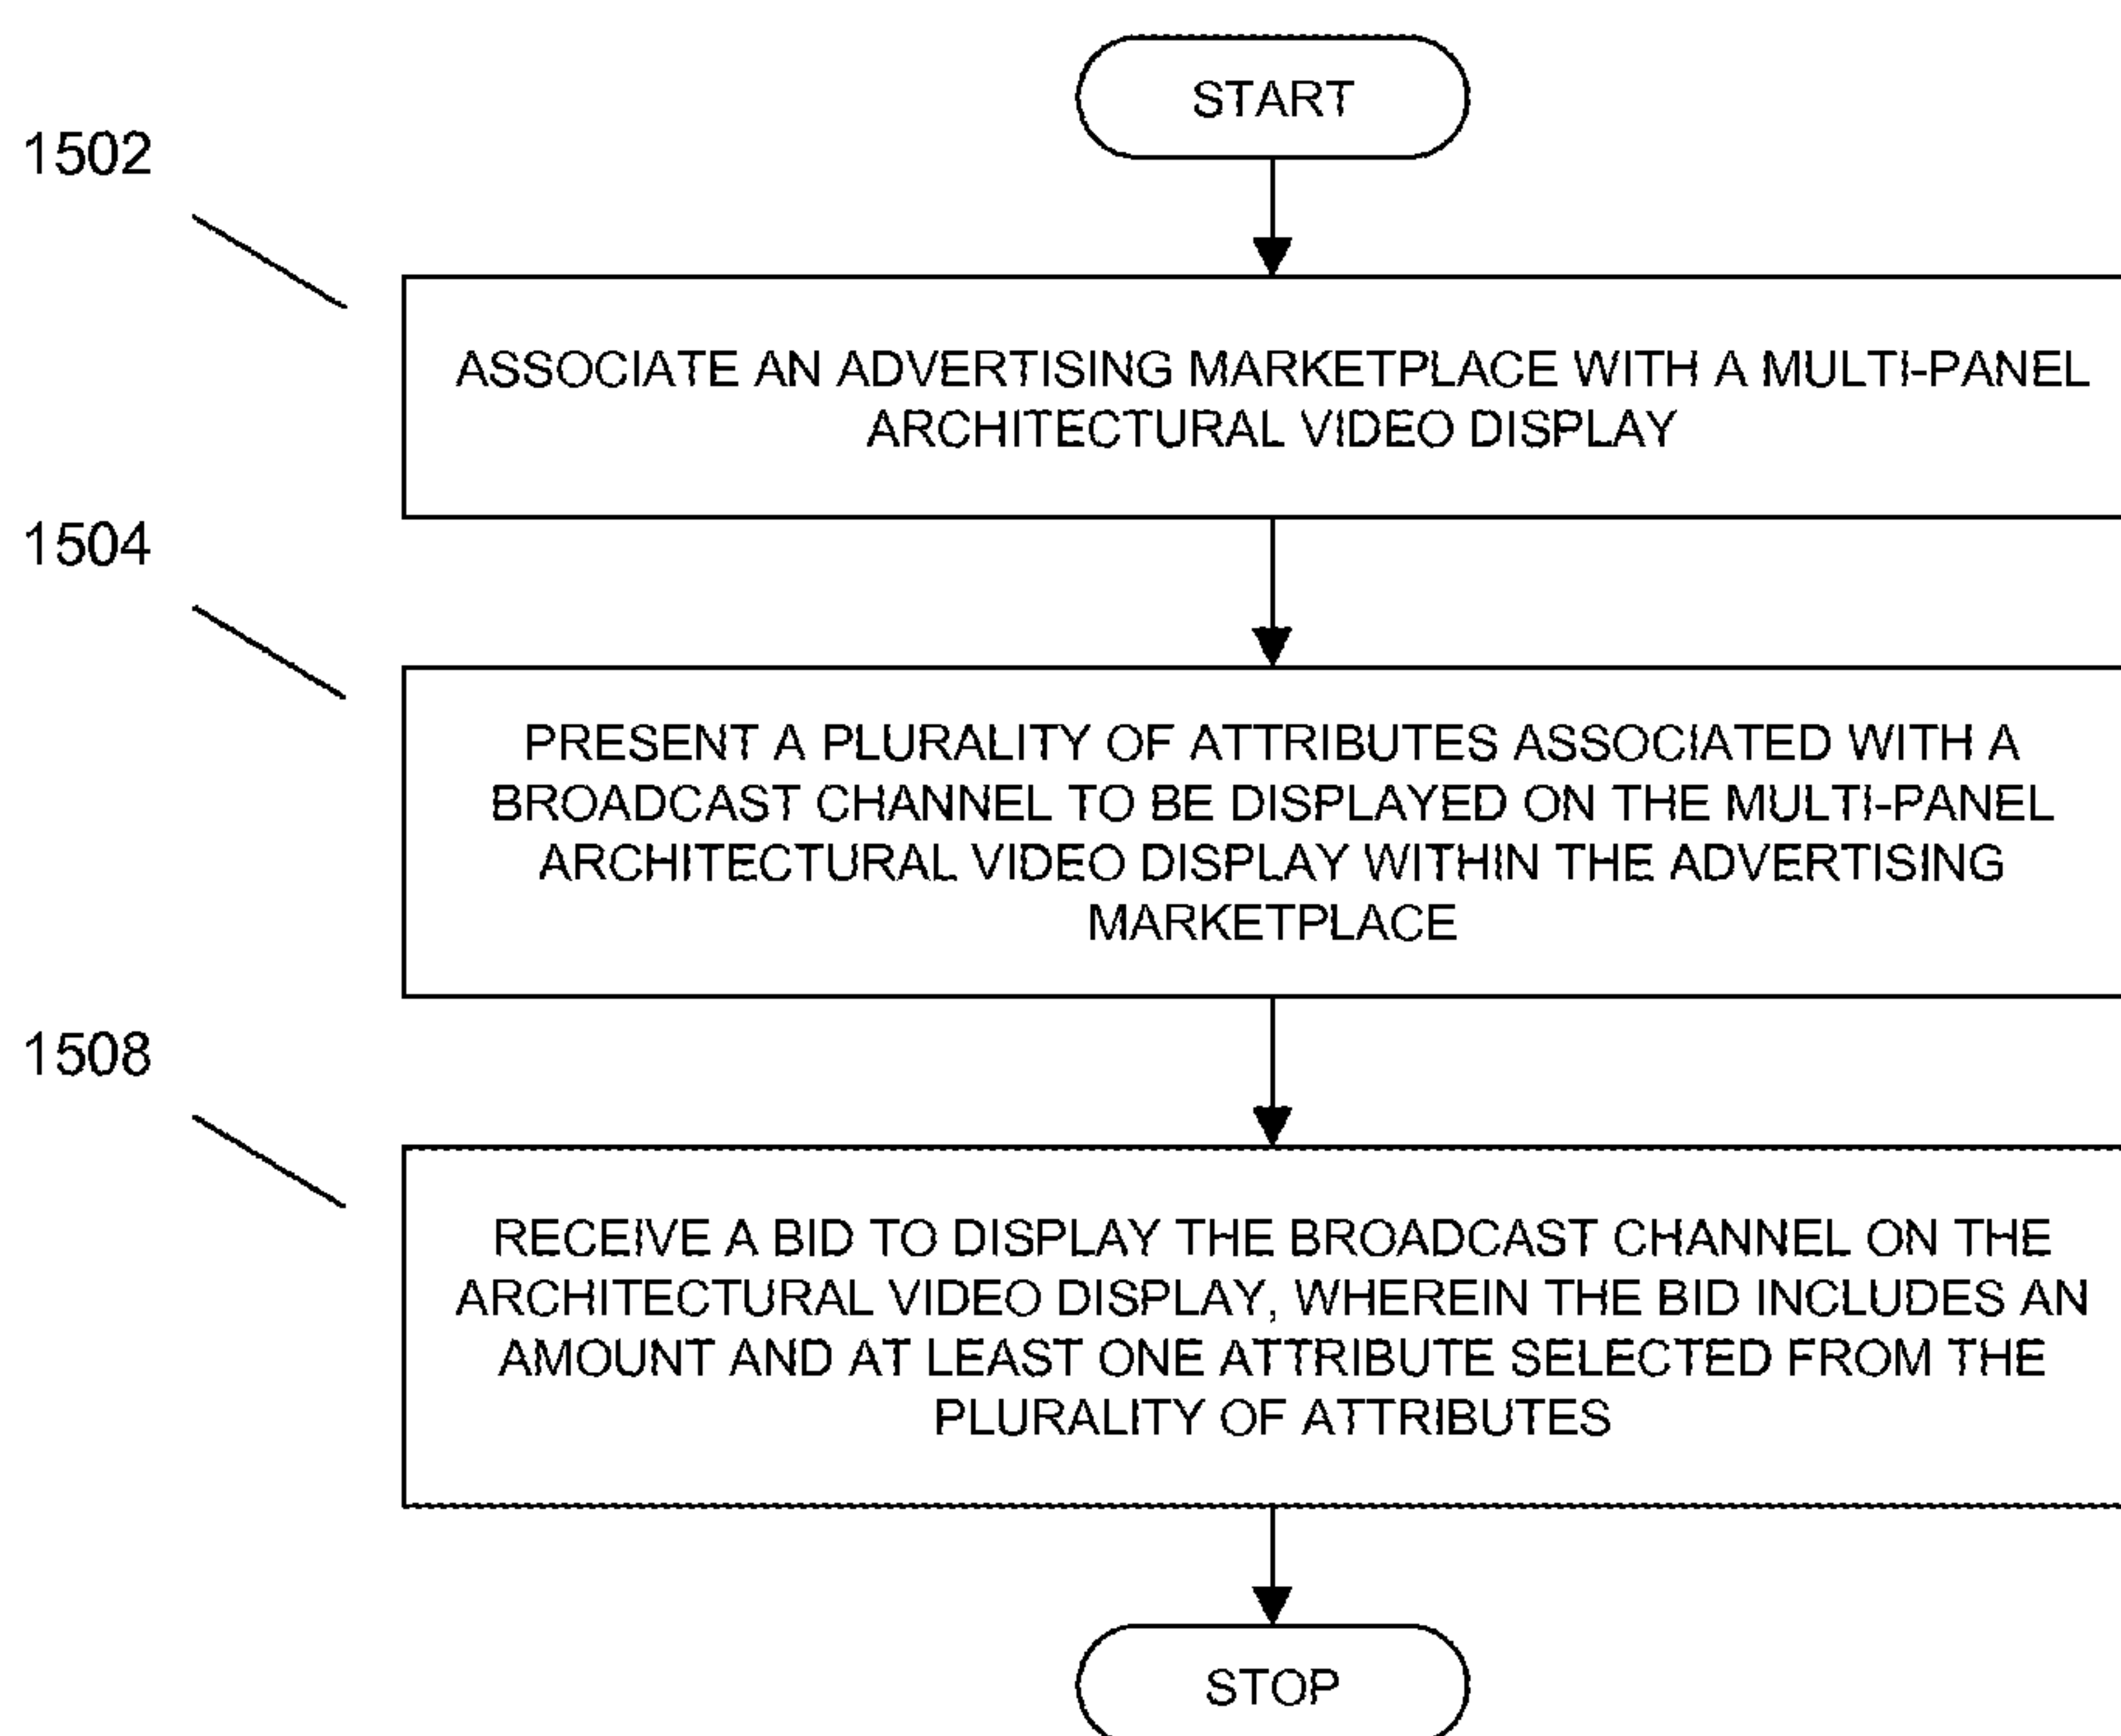 START
1502
ASSOCIATE AN ADVERTISING MARKETPLACE WITH A MULTI-PANEL
ARCHITECTURAL VIDEO DISPLAY
1504
PRESENT A PLURALITY OF ATTRIBUTES ASSOCIATED WITH A
BROADCAST CHANNEL TO BE DISPLAYED ON THE MULTI-PANEL
ARCHITECTURAL VIDEO DISPLAY WITHIN THE ADVERTISING
MARKETPLACE
1508
RECEIVE A BID TO DISPLAY THE BROADCAST CHANNEL ON THE
ARCHITECTURAL VIDEO DISPLAY, WHEREIN THE BID INCLUDES AN
AMOUNT AND AT LEAST ONE ATTRIBUTE SELECTED FROM THE
PLURALITY OF ATTRIBUTES
STOP